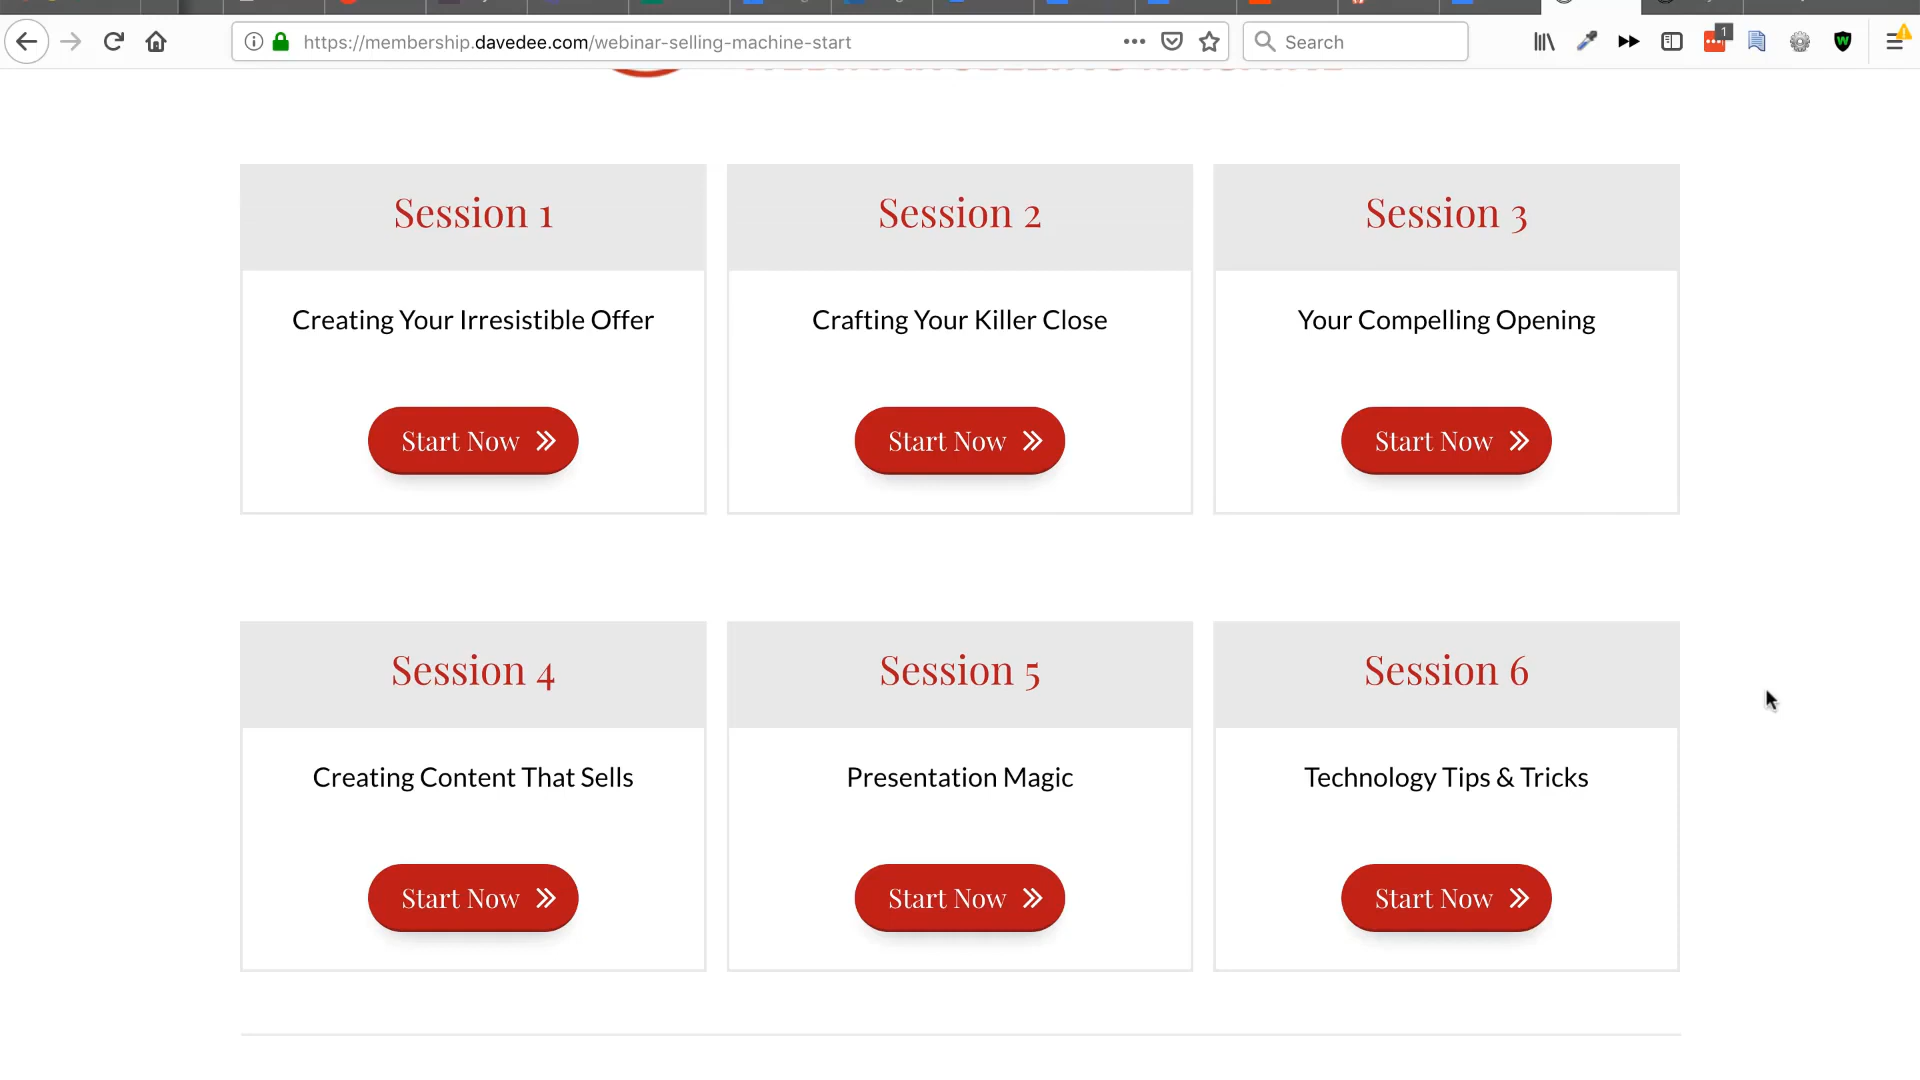 https://membership.davedee.com/webinar-selling-machine-start
Search
1
W
Session 1
Session 2
Session 3
Creating Your Irresistible Offer
Crafting Your Killer Close
Your Compelling Opening
Start Now
Start Now
Start Now
Session 4
Session 5
Session 6
Creating Content That Sells
Presentation Magic
Technology Tips & Tricks
Start Now
Start Now
Start Now